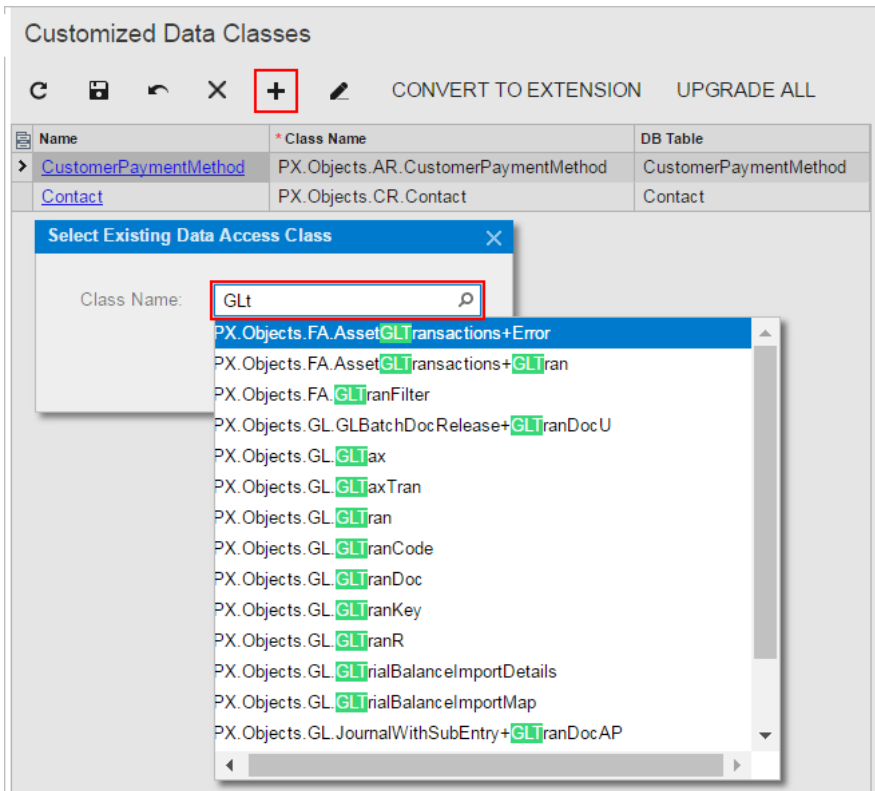 Customized Data Classes
CONVERT TO EXTENSION UPGRADE ALL
Name * Class Name DB Table
CustomerPaymentMethod PX.Objects.AR.CustomerPaymentMethod CustomerPaymentMethod
Contact PX.Objects.CR.Contact Contact
Select Existing Data Access Class
Class Name: GLt
PX.Objects.FA.AssetGLTransactions+Error
PX.Objects.FA.AssetGLTransactions+GLTran
PX.Objects.FA.GLTranFilter
PX.Objects.GL.GLBatchDocRelease+GLTranDocU
PX.Objects.GL.GLTax
PX.Objects.GL.GLTaxTran
PX.Objects.GL.GLTran
PX.Objects.GL.GLTranCode
PX.Objects.GL.GLTranDoc
PX.Objects.GL.GLTranKey
PX.Objects.GL.GLTranR
PX.Objects.GL.GLTrialBalanceImportDetails
PX.Objects.GL.GLTrialBalanceImportMap
PX.Objects.GL.JournalWithSubEntry+GLTranDocAP